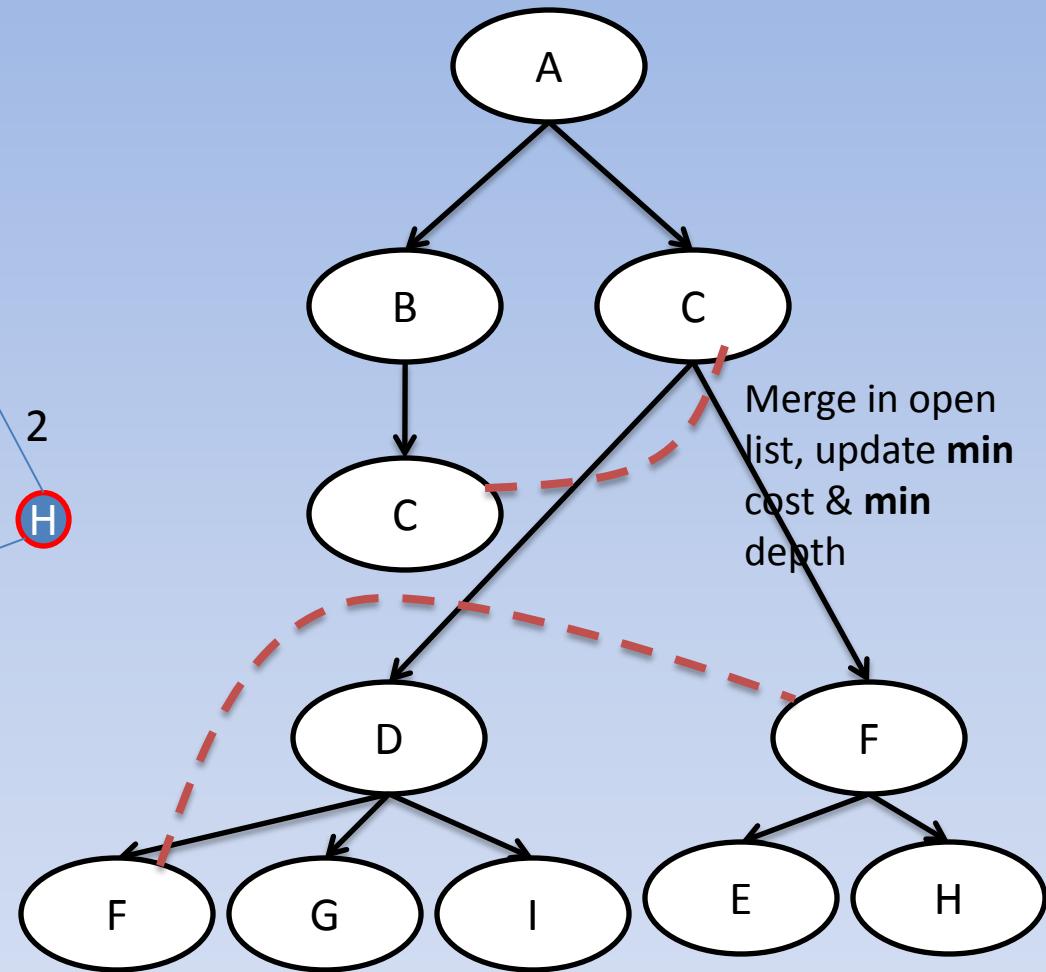 A
B
C
2
Merge in open
list, update min
cost & min
depth
H
C
D
F
F
G
I
E
H